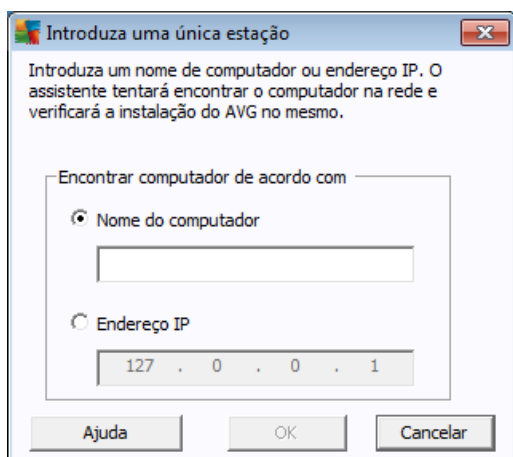 Introduza uma única estação
Introduza um nome de computador ou endereço IP. O
assistente tentará encontrar o computador na rede e
verificará a instalação do AVG no mesmo.
Encontrar computador de acordo com
Nome do computador
Endereço IP
127 . 0 . 0 . 1
Ajuda OK Cancelar